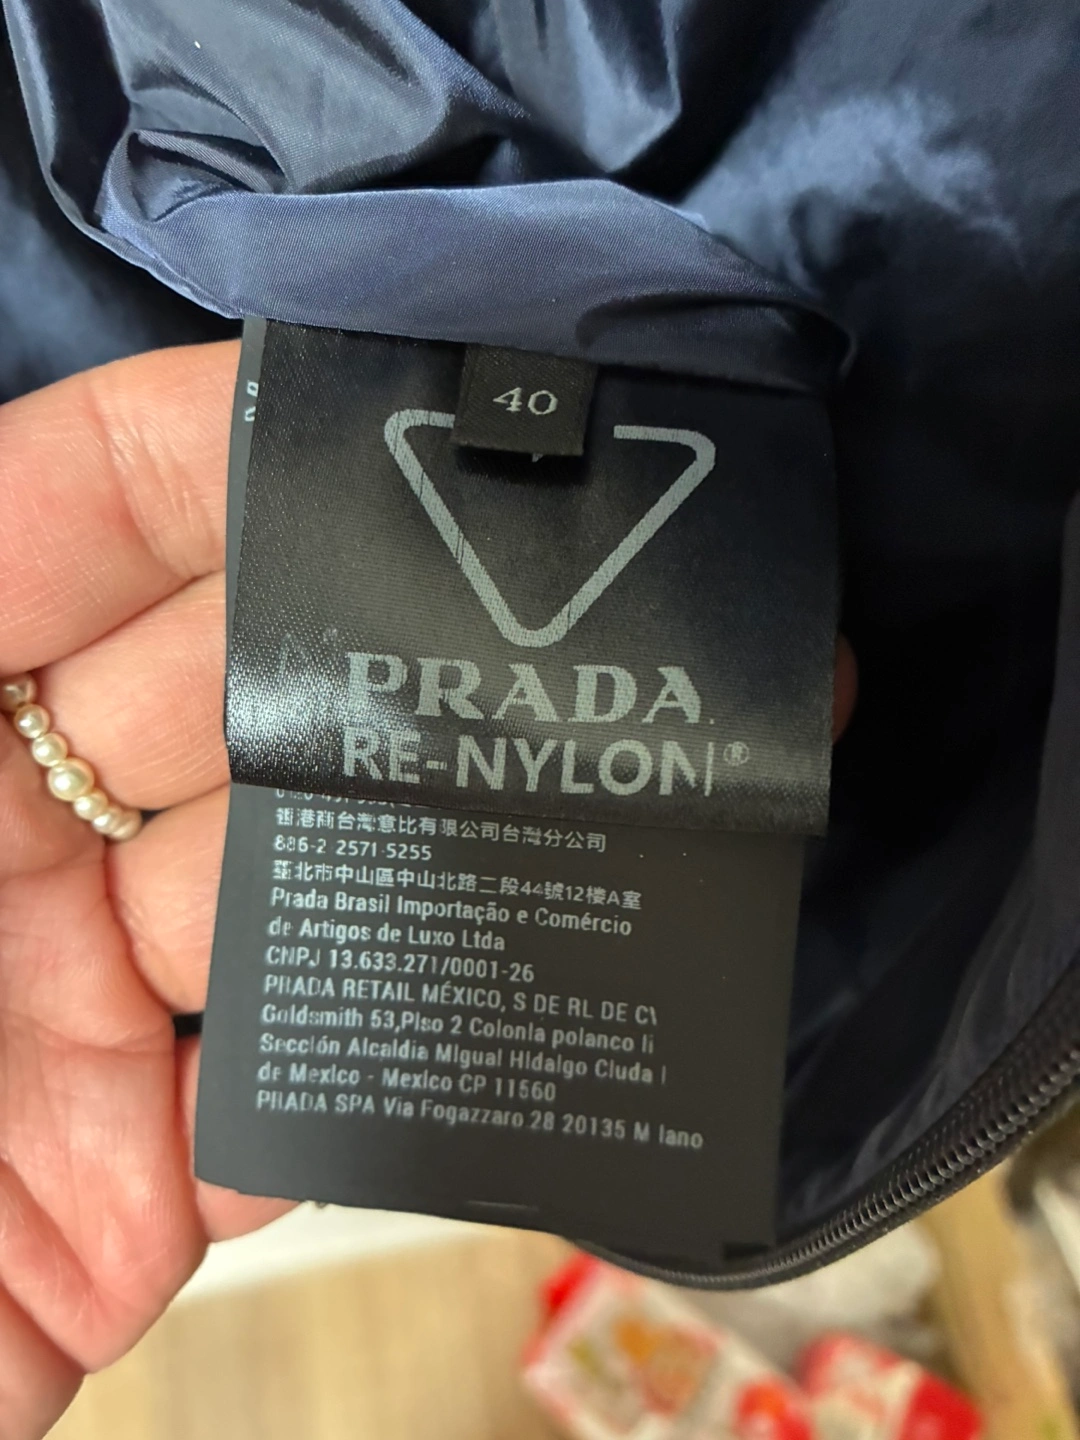 40
PRADA
RE-NYLON®
香港商台灣意比有限公司台灣分公司
886-2 2571-5255
臺北市中山區中山北路二段44號12樓A室
Prada Brasil Importação e Comércio
de Artigos de Luxo Ltda
CNPJ 13.633.271/0001-26
PRADA RETAIL MÉXICO, S DE RL DE
Goldsmith 53,Piso 2 Colonia polanco
Sección Alcaldia Migual Hidalgo Ciuda
de Mexico - Mexico CP 11560
PRADA SPA Via Fogazzaro 28 20135 M lano